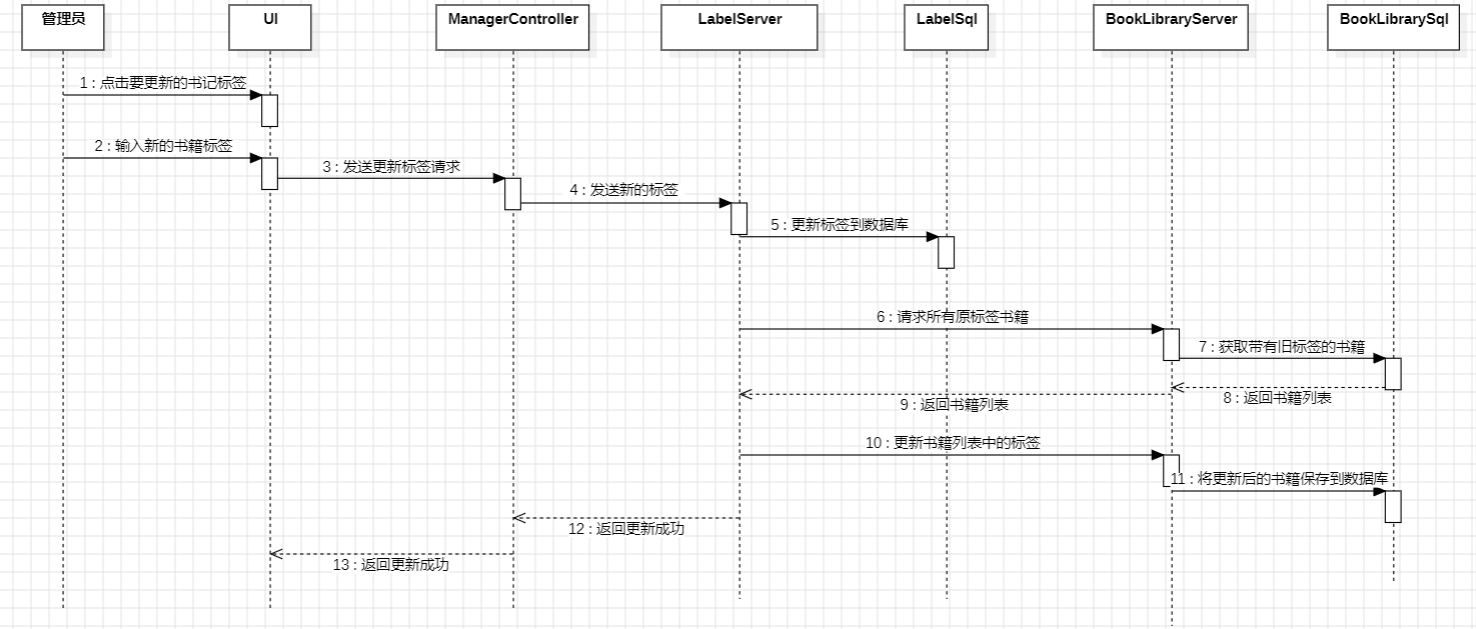 管理员
UI
ManagerController
LabelServer
LabelSql
BookLibraryServer
BookLibrarySql
1 : 点击要更新的书记标签
2 : 输入新的书籍标签
3 : 发送更新标签请求
4 : 发送新的标签
5 : 更新标签到数据库
6 : 请求所有原标签书籍
7 : 获取带有旧标签的书籍
8 : 返回书籍列表
9 : 返回书籍列表
10 : 更新书籍列表中的标签
11 : 将更新后的书籍保存到数据库
12 : 返回更新成功
13 : 返回更新成功